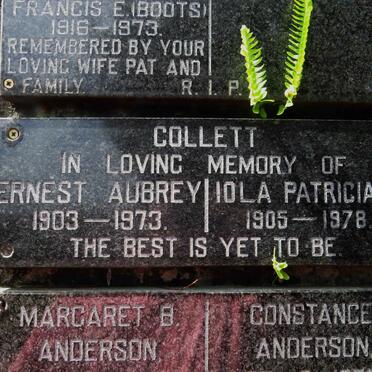 FRANCIS E.(BOOTS)
1916-1973.
REMEMBERED BY YOUR
LOVING WIFE PAT AND
FAMILY. R. I. P.
COLLETT
IN LOVING MEMORY OF
ERNEST AUBREY IOLA PATRICIA
1903-1973. 1905-1978.
THE BEST IS YET TO BE.
MARGARET B. CONSTANCE
ANDERSON. ANDERSON.